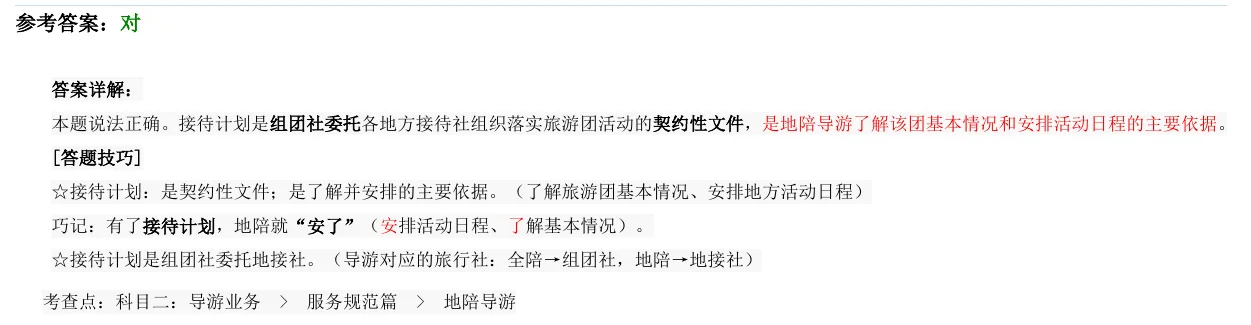 参考答案：对
答案详解：
本题说法正确。接待计划是组团社委托各地方接待社组织落实旅游团活动的契约性文件，是地陪导游了解该团基本情况和安排活动日程的主要依据。
[答题技巧]
☆接待计划：是契约性文件；是了解并安排的主要依据。（了解旅游团基本情况、安排地方活动日程）
巧记：有了接待计划，地陪就“安了”（安排活动日程、了解基本情况）。
☆接待计划是组团社委托地接社。（导游对应的旅行社：全陪→组团社，地陪→地接社）
考查点：科目二：导游业务 > 服务规范篇 > 地陪导游